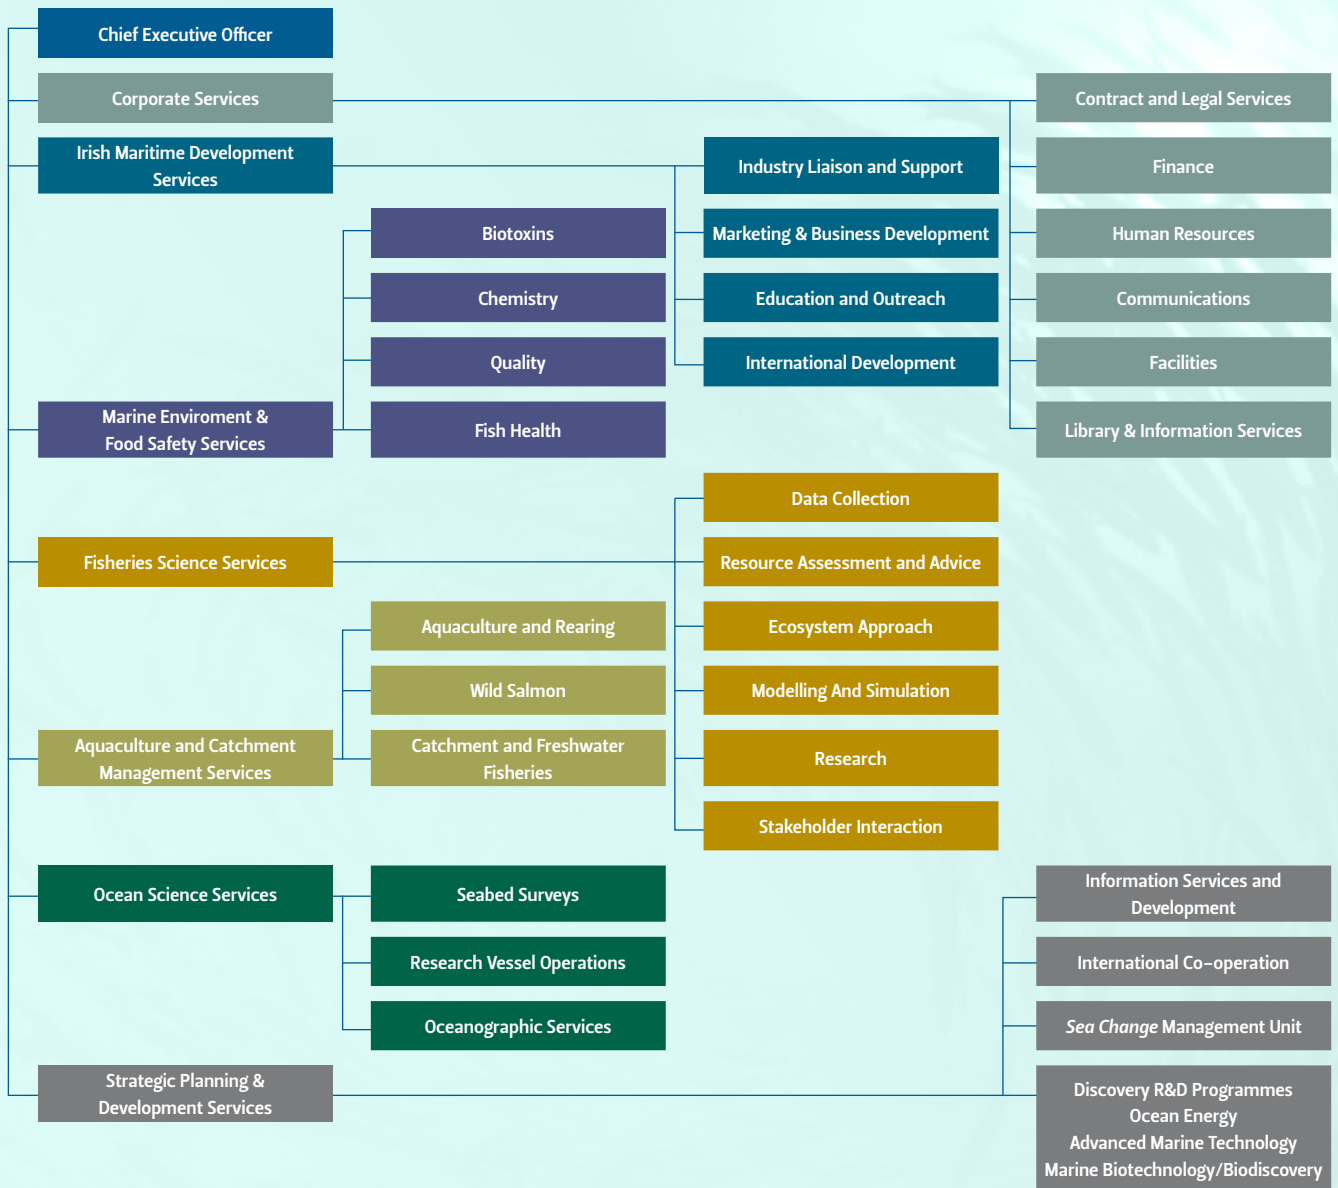 Chief Executive Officer
Corporate Services
Contract and Legal Services
Finance
Human Resources
Communications
Facilities
Library & Information Services
Irish Maritime Development
Services
Industry Liaison and Support
Marketing & Business Development
Education and Outreach
International Development
Marine Enviroment &
Food Safety Services
Biotoxins
Chemistry
Quality
Fish Health
Fisheries Science Services
Data Collection
Resource Assessment and Advice
Ecosystem Approach
Modelling And Simulation
Research
Stakeholder Interaction
Aquaculture and Catchment
Management Services
Aquaculture and Rearing
Wild Salmon
Catchment and Freshwater
Fisheries
Ocean Science Services
Seabed Surveys
Research Vessel Operations
Oceanographic Services
Strategic Planning &
Development Services
Information Services and
Development
International Co-operation
Sea Change Management Unit
Discovery R&D Programmes
Ocean Energy
Advanced Marine Technology
Marine Biotechnology/Biodiscovery